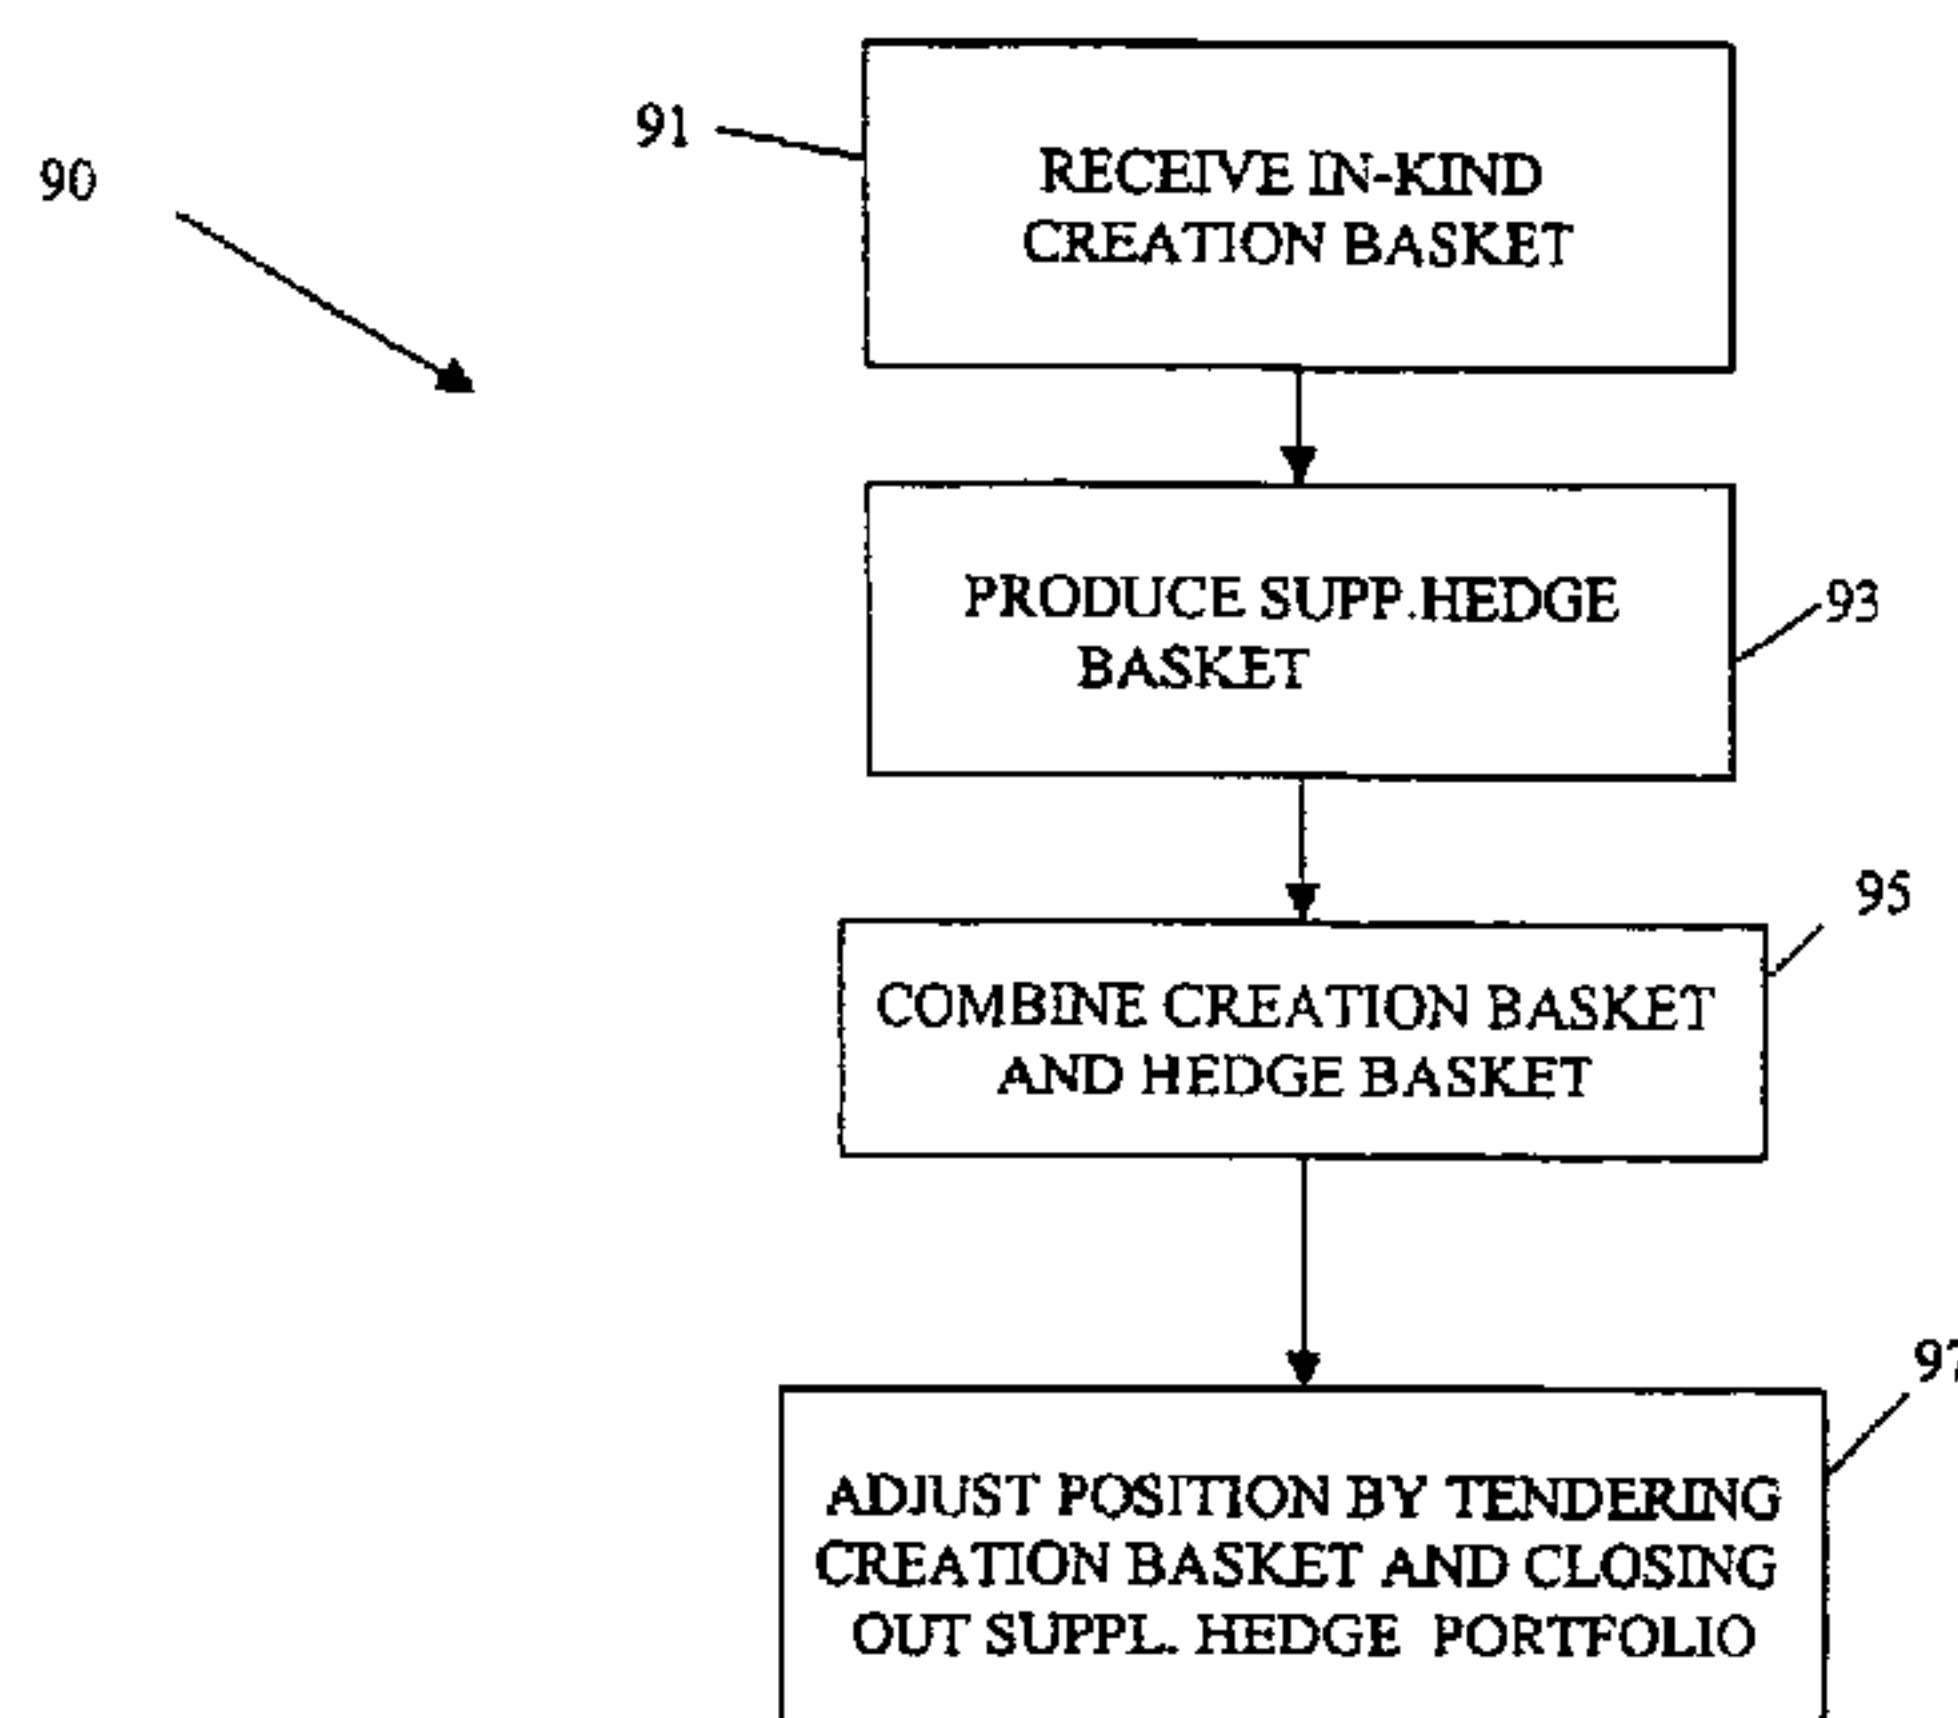 90
91
RECEIVE IN-KIND
CREATION BASKET
PRODUCE SUPP.HEDGE
BASKET
93
95
COMBINE CREATION BASKET
AND HEDGE BASKET
97
ADJUST POSITION BY TENDERING
CREATION BASKET AND CLOSING
OUT SUPPL. HEDGE PORTFOLIO